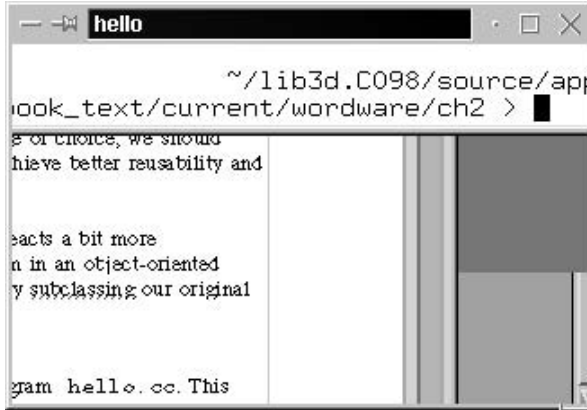 hello
~/lib3d.C098/source/app
ook_text/current/wordware/ch2 >
e of choice, we should
hieve better reusability and
eacts a bit more
n in an object-oriented
y subclassing our original
gram hello.cc. This